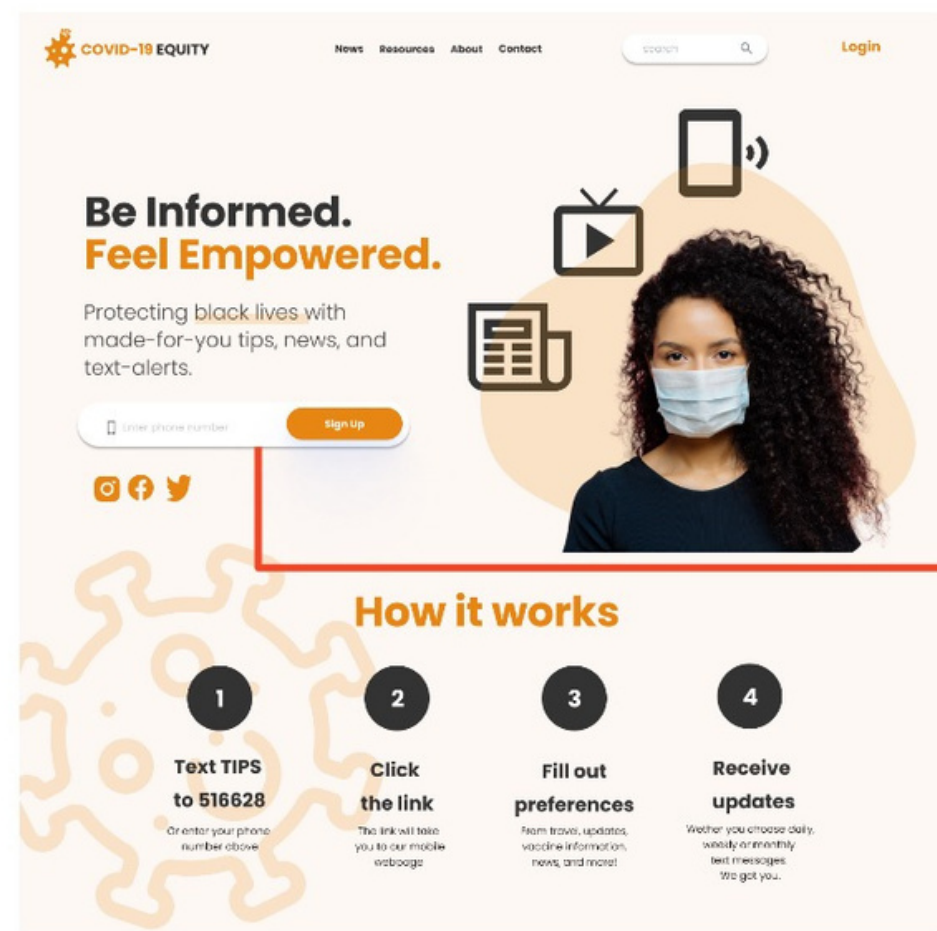 COVID-19 EQUITY
News Resources About Contact
search
Login
Be Informed.
Feel Empowered.
Protecting black lives with
made-for-you tips, news, and
text-alerts.
Enter phone number
Sign Up
How it works
1
Text TIPS
to 516628
Or enter your phone
number above
2
Click
the link
The link will take
you to our mobile
webpage
3
Fill out
preferences
From travel, updates,
vaccine information,
news, and more!
4
Receive
updates
Wether you choose daily,
weekly or monthly
text messages.
We got you.